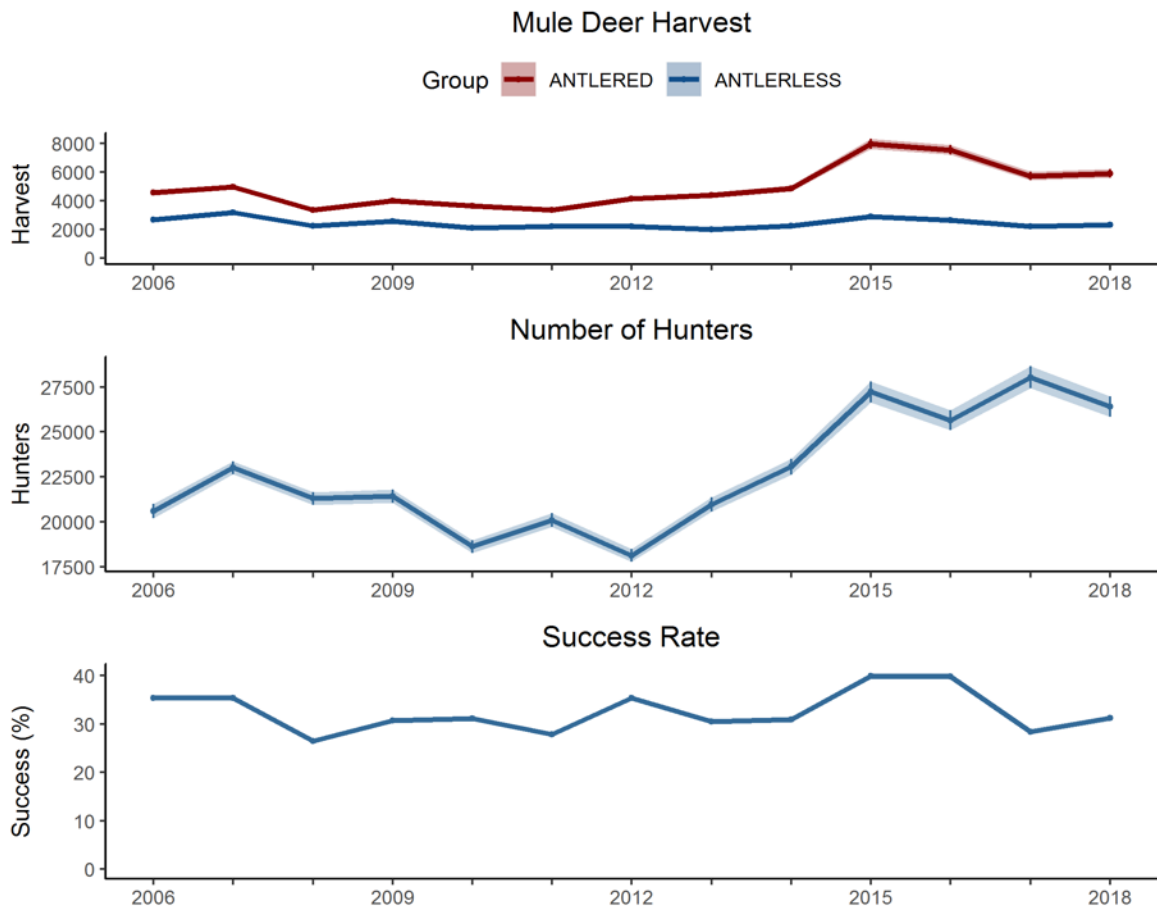 Mule Deer Harvest
Group ANTLERED ANTLERLESS
Harvest
8000
6000
4000
2000
0
2006 2009 2012 2015 2018
Number of Hunters
Hunters
27500
25000
22500
20000
17500
2006 2009 2012 2015 2018
Success Rate
Success (%)
40
30
20
10
0
2006 2009 2012 2015 2018